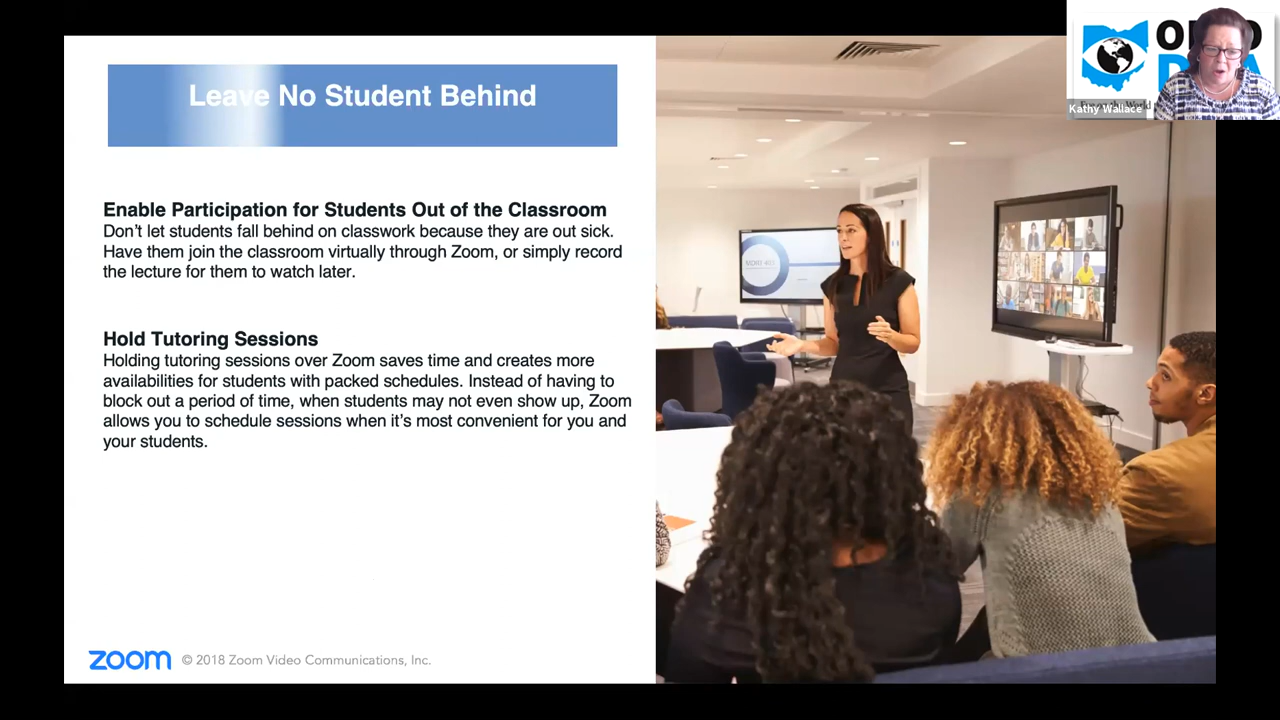 Leave No Student Behind
Kathy Wallace
Enable Participation for Students Out of the Classroom
Don’t let students fall behind on classwork because they are out sick.
Have them join the classroom virtually through Zoom, or simply record
the lecture for them to watch later.
Hold Tutoring Sessions
Holding tutoring sessions over Zoom saves time and creates more
availabilities for students with packed schedules. Instead of having to
block out a period of time, when students may not even show up, Zoom
allows you to schedule sessions when it’s most convenient for you and
your students.
zoom © 2018 Zoom Video Communications, Inc.